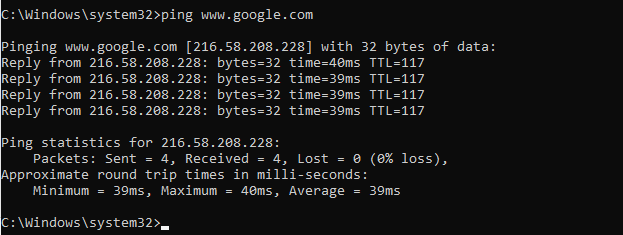 C:\Windows\system32>ping www.google.com
Pinging www.google.com [216.58.208.228] with 32 bytes of data:
Reply from 216.58.208.228: bytes=32 time=40ms TTL=117
Reply from 216.58.208.228: bytes=32 time=39ms TTL=117
Reply from 216.58.208.228: bytes=32 time=39ms TTL=117
Reply from 216.58.208.228: bytes=32 time=39ms TTL=117
Ping statistics for 216.58.208.228:
    Packets: Sent = 4, Received = 4, Lost = 0 (0% loss),
Approximate round trip times in milli-seconds:
    Minimum = 39ms, Maximum = 40ms, Average = 39ms
C:\Windows\system32>